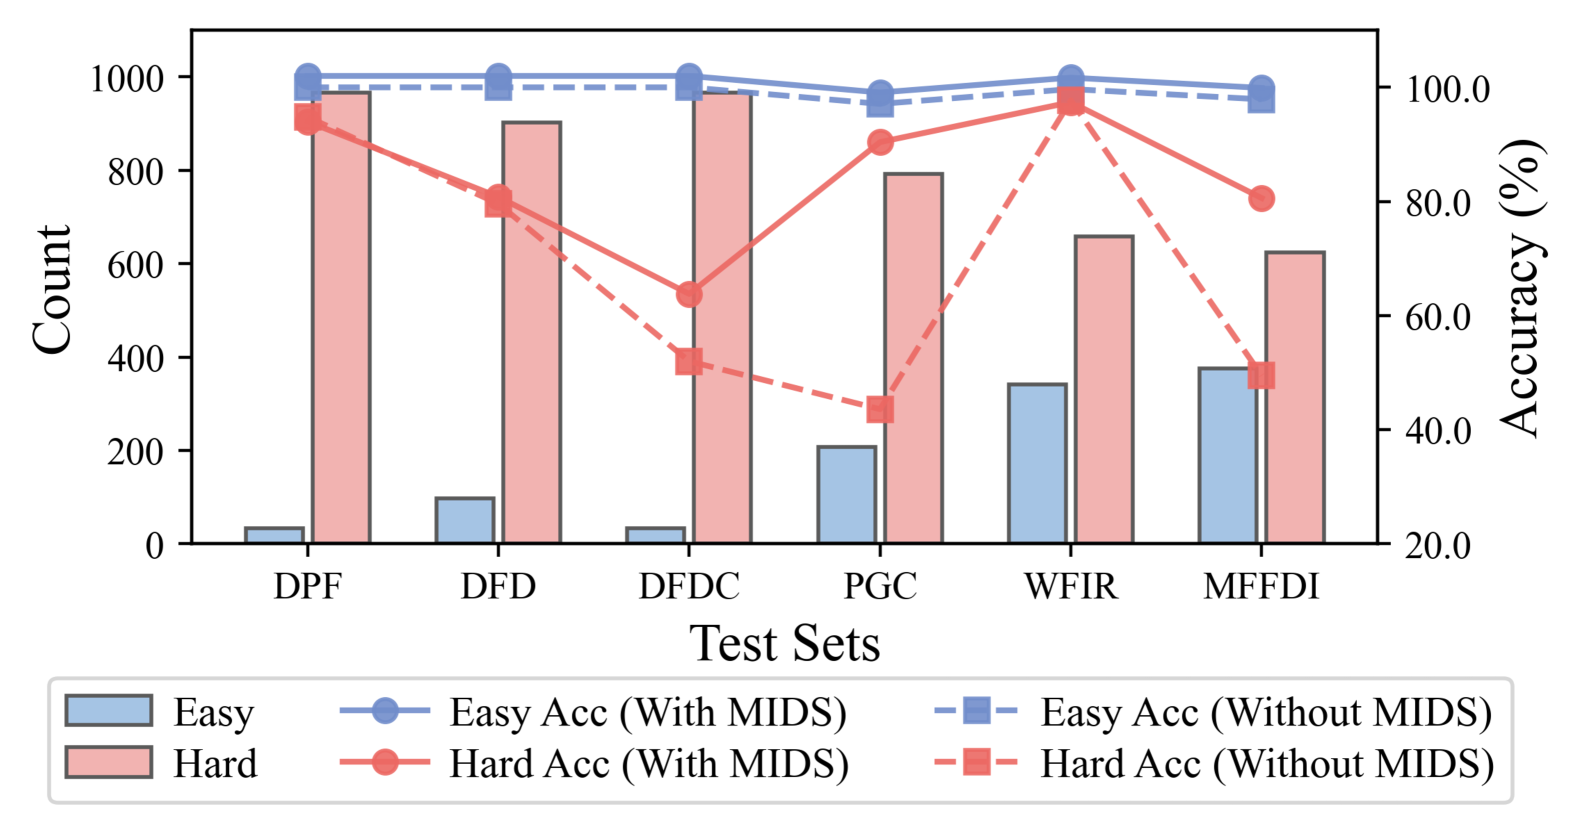 1000
800
600
400
200
0
Count
100.0
80.0
60.0
40.0
20.0
Accuracy (%)
DPF DFD DFDC PGC WFIR MFFDI
Test Sets
Easy Easy Acc (With MIDS) Easy Acc (Without MIDS)
Hard Hard Acc (With MIDS) Hard Acc (Without MIDS)